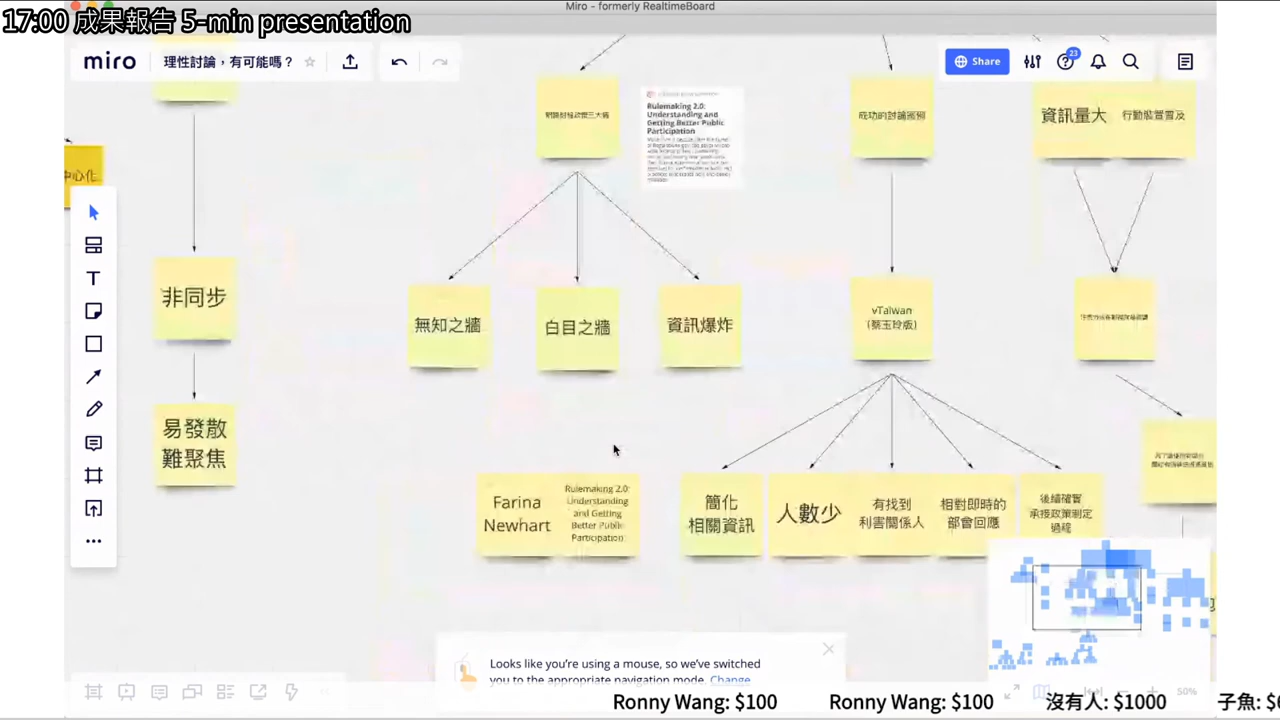 Miro - formerly RealtimeBoard
17:00 成果報告 5-min presentation
miro
理性討論，有可能嗎？
Share
23
成功的討論案例
資訊量大
行動裝置普及
Rulemaking 2.0:
Understanding and
Getting Better Public
Participation
中心化
非同步
無知之牆
白目之牆
資訊爆炸
vTaiwan
(蔡玉玲版)
易發散
難聚焦
Farina
Newhart
Rulemaking 2.0:
Understanding
and Getting
Better Public
Participation
簡化
相關資訊
人數少
有找到
利害關係人
相對即時的
部會回應
後續確實
承接政策制定
過程
Looks like you're using a mouse, so we've switched
you to the appropriate navigation mode. Change
50%
Ronny Wang: $100
Ronny Wang: $100
沒有人: $1000
子魚: $